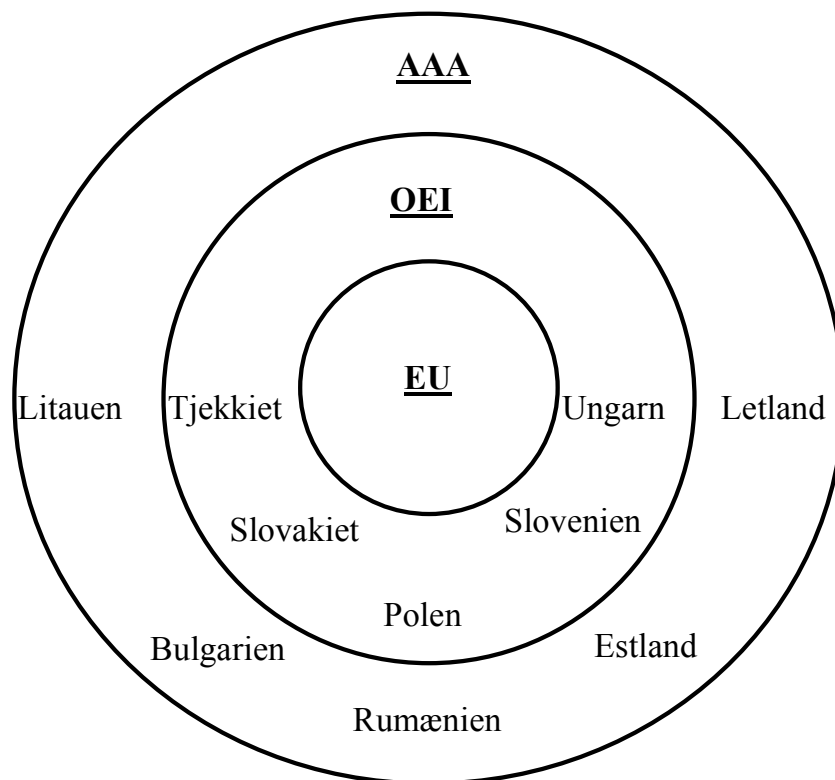 AAA
OEI
EU
Litauen Tjekkiet Ungarn Letland
Slovakiet Slovenien
Polen
Bulgarien Estland
Rumænien